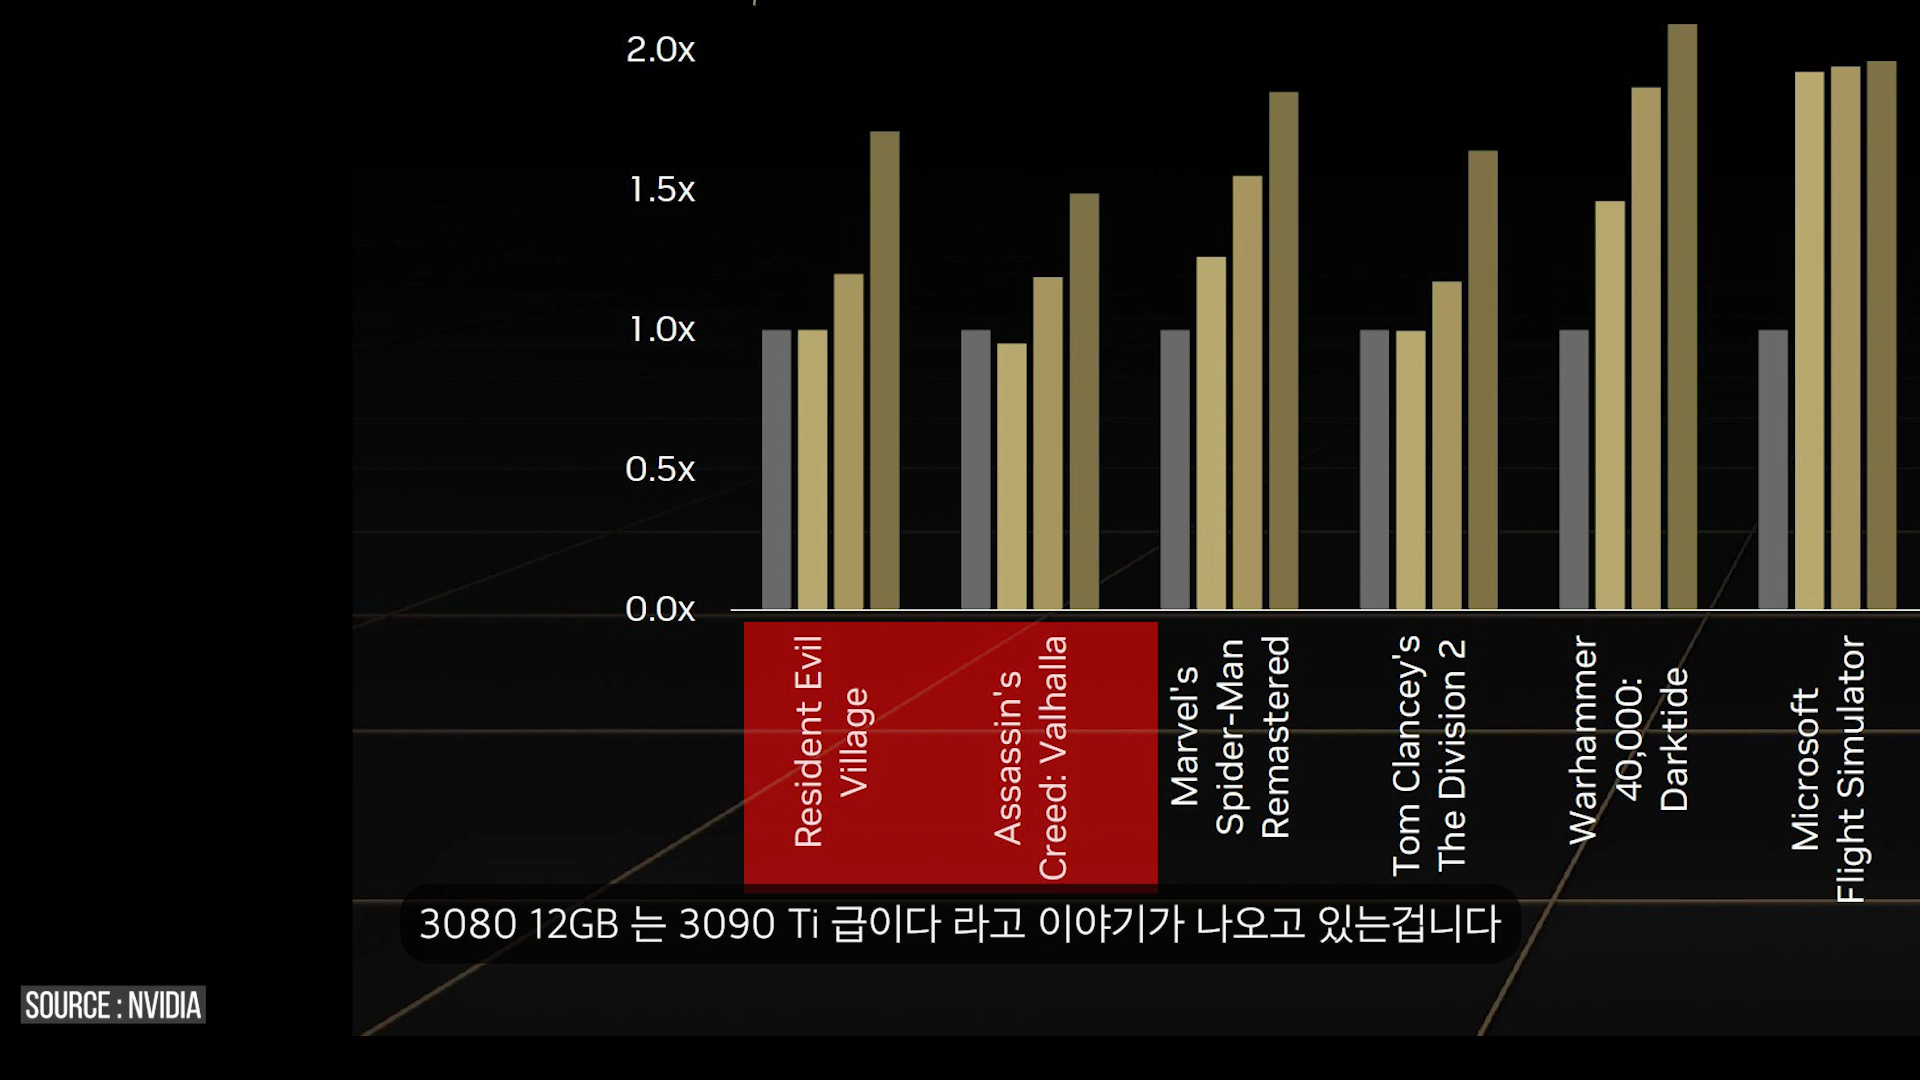 2.0x
1.5x
1.0x
0.5x
0.0x
Resident Evil
Village
Assassin's
Creed: Valhalla
Marvel's
Spider-Man
Remastered
Tom Clancey's
The Division 2
Warhammer
40,000:
Darktide
Microsoft
Flight Simulator
3080 12GB 는 3090 Ti 급이다 라고 이야기가 나오고 있는겁니다
SOURCE : NVIDIA